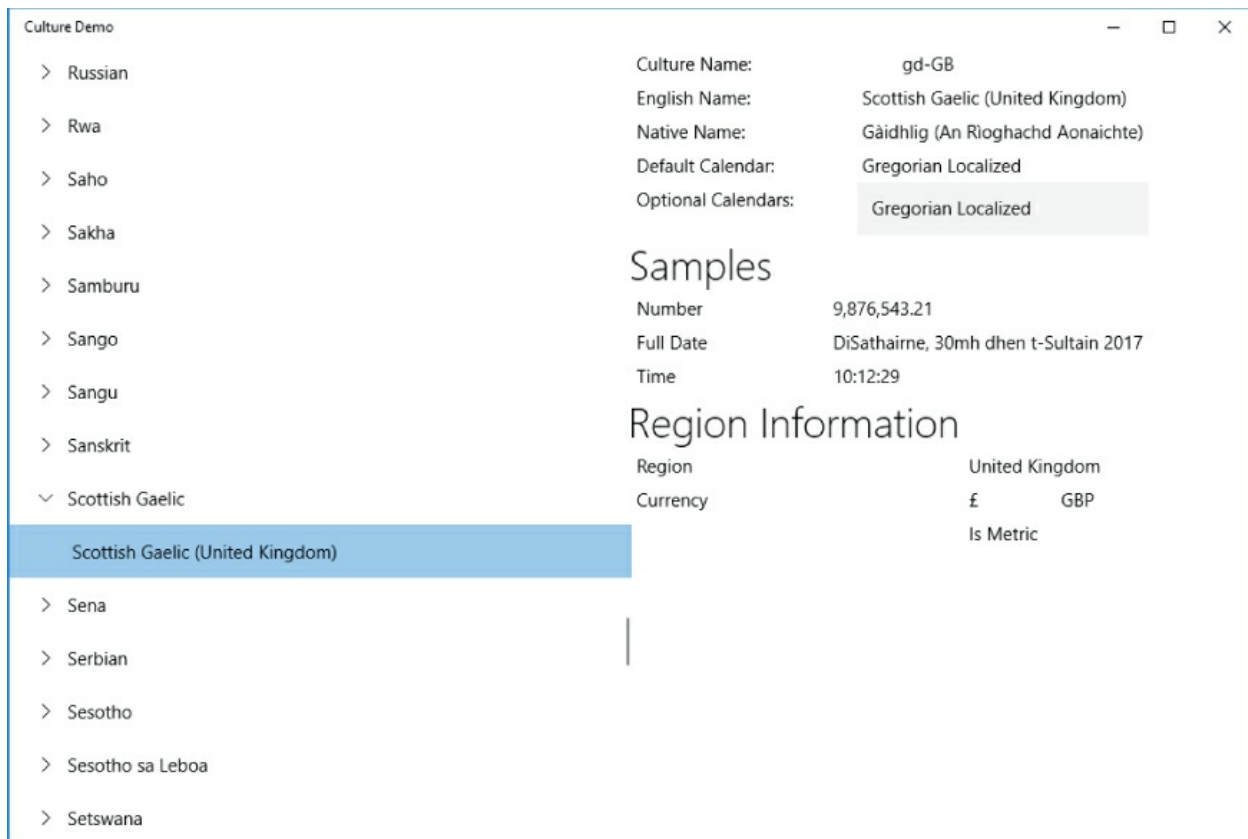 Culture Demo
Russian
Rwa
Saho
Sakha
Samburu
Sango
Sangu
Sanskrit
Scottish Gaelic
Scottish Gaelic (United Kingdom)
Sena
Serbian
Sesotho
Sesotho sa Leboa
Setswana
Culture Name: gd-GB
English Name: Scottish Gaelic (United Kingdom)
Native Name: Gàidhlig (An Rìoghachd Aonaichte)
Default Calendar: Gregorian Localized
Optional Calendars: Gregorian Localized
Samples
Number 9,876,543.21
Full Date DiSathairne, 30mh dhen t-Sultain 2017
Time 10:12:29
Region Information
Region United Kingdom
Currency £ GBP
Is Metric